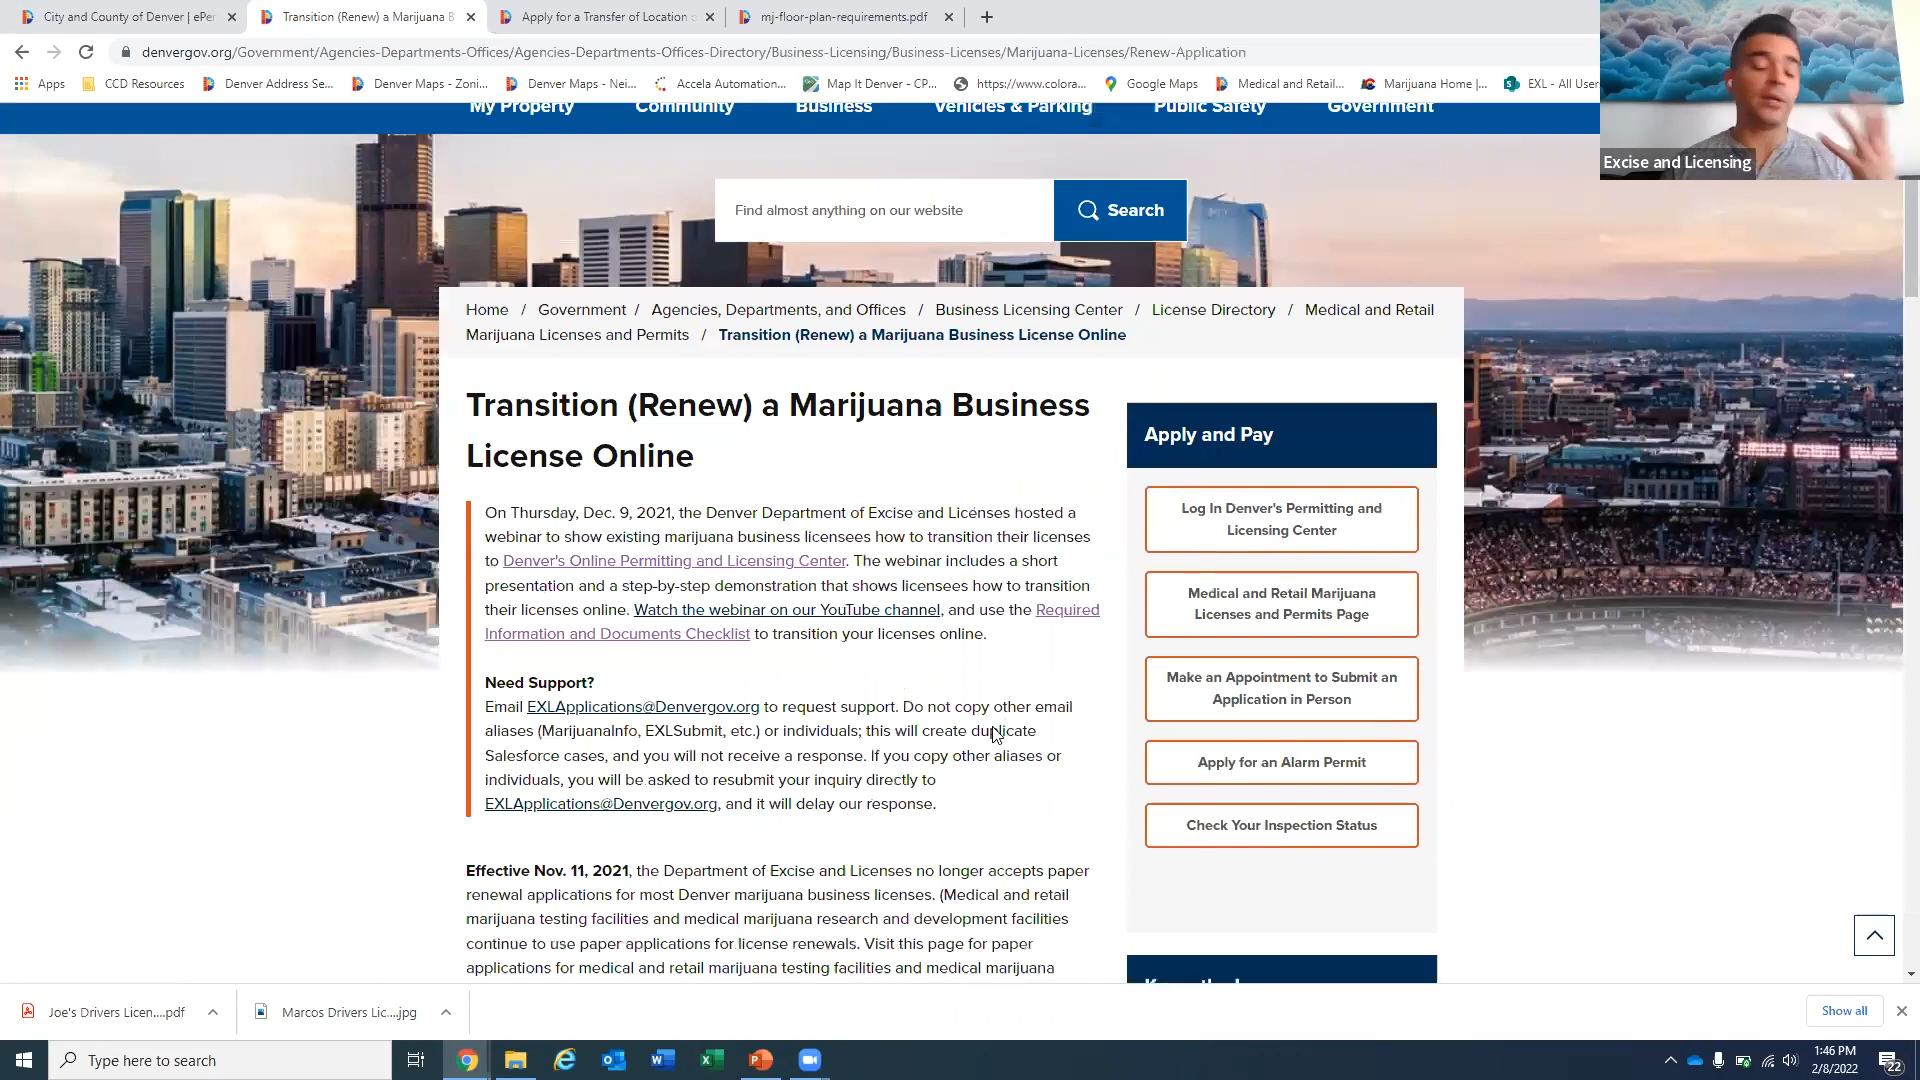 City and County of Denver | ePer
Transition (Renew) a Marijuana B
Apply for a Transfer of Location
mj-floor-plan-requirements.pdf
denvergov.org/Government/Agencies-Departments-Offices/Agencies-Departments-Offices-Directory/Business-Licensing/Business-Licenses/Marijuana-Licenses/Renew-Application
Apps
CCD Resources
Denver Address Se...
Denver Maps - Zoni...
Denver Maps - Nei...
Accela Automation...
Map It Denver - CP...
https://www.colora...
Google Maps
Medical and Retail...
Marijuana Home |...
EXL - All User
My Property
Community
Business
Vehicles & Parking
Public Safety
Government
Excise and Licensing
Find almost anything on our website
Search
Home / Government / Agencies, Departments, and Offices / Business Licensing Center / License Directory / Medical and Retail
Marijuana Licenses and Permits / Transition (Renew) a Marijuana Business License Online
Transition (Renew) a Marijuana Business
License Online
On Thursday, Dec. 9, 2021, the Denver Department of Excise and Licenses hosted a
webinar to show existing marijuana business licensees how to transition their licenses
to Denver's Online Permitting and Licensing Center. The webinar includes a short
presentation and a step-by-step demonstration that shows licensees how to transition
their licenses online. Watch the webinar on our YouTube channel, and use the Required
Information and Documents Checklist to transition your licenses online.
Need Support?
Email EXLApplications@Denvergov.org to request support. Do not copy other email
aliases (MarijuanaInfo, EXLSubmit, etc.) or individuals; this will create duplicate
Salesforce cases, and you will not receive a response. If you copy other aliases or
individuals, you will be asked to resubmit your inquiry directly to
EXLApplications@Denvergov.org, and it will delay our response.
Effective Nov. 11, 2021, the Department of Excise and Licenses no longer accepts paper
renewal applications for most Denver marijuana business licenses. (Medical and retail
marijuana testing facilities and medical marijuana research and development facilities
continue to use paper applications for license renewals. Visit this page for paper
applications for medical and retail marijuana testing facilities and medical marijuana
Apply and Pay
Log In Denver's Permitting and
Licensing Center
Medical and Retail Marijuana
Licenses and Permits Page
Make an Appointment to Submit an
Application in Person
Apply for an Alarm Permit
Check Your Inspection Status
Joe's Drivers Licen....pdf
Marcos Drivers Lic....jpg
Show all
Type here to search
1:46 PM
2/8/2022
22